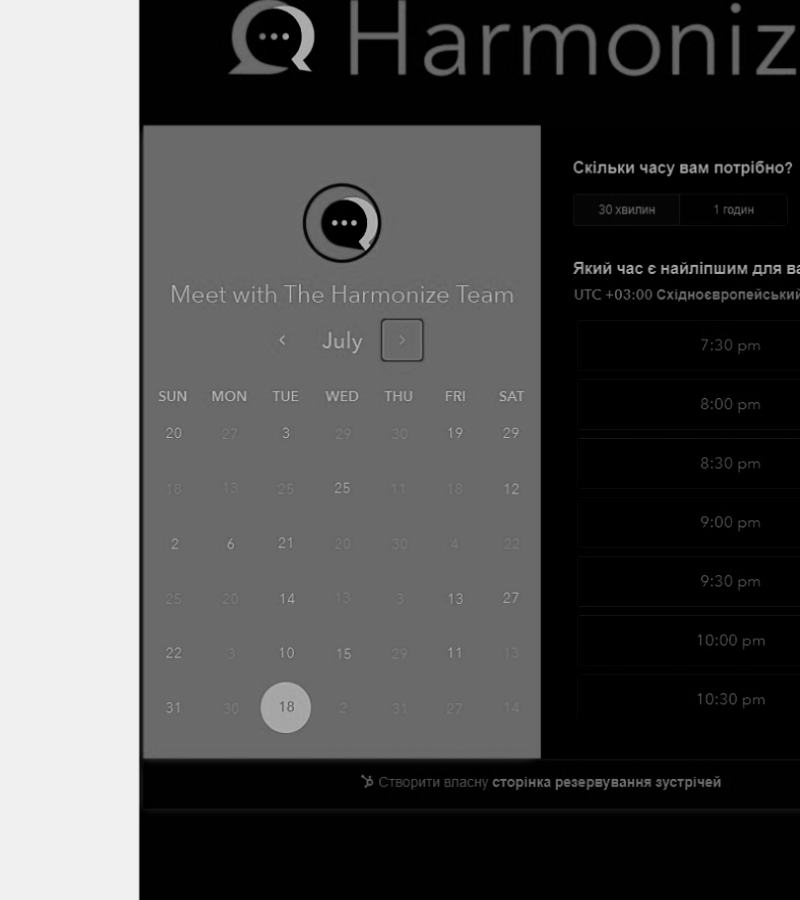 Harmoniz
Meet with The Harmonize Team
July
SUN MON TUE WED THU FRI SAT
20 27 3 29 30 19 29
18 13 25 25 11 18 12
2 6 21 20 30 4 22
25 20 14 13 3 13 27
22 3 10 15 29 11 13
31 30 18 2 31 27 14
Скільки часу вам потрібно?
30 хвилин 1 годин
Який час є найліпшим для ва
UTC +03:00 Східноєвропейський
7:30 pm
8:00 pm
8:30 pm
9:00 pm
9:30 pm
10:00 pm
10:30 pm
Створити власну сторінка резервування зустрічей